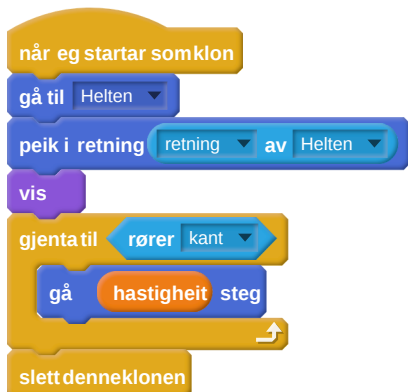 når eg startar som klon
gå til Helten
peik i retning retning av Helten
vis
gjenta til rører kant
gå hastigheit steg
slett denne klonen